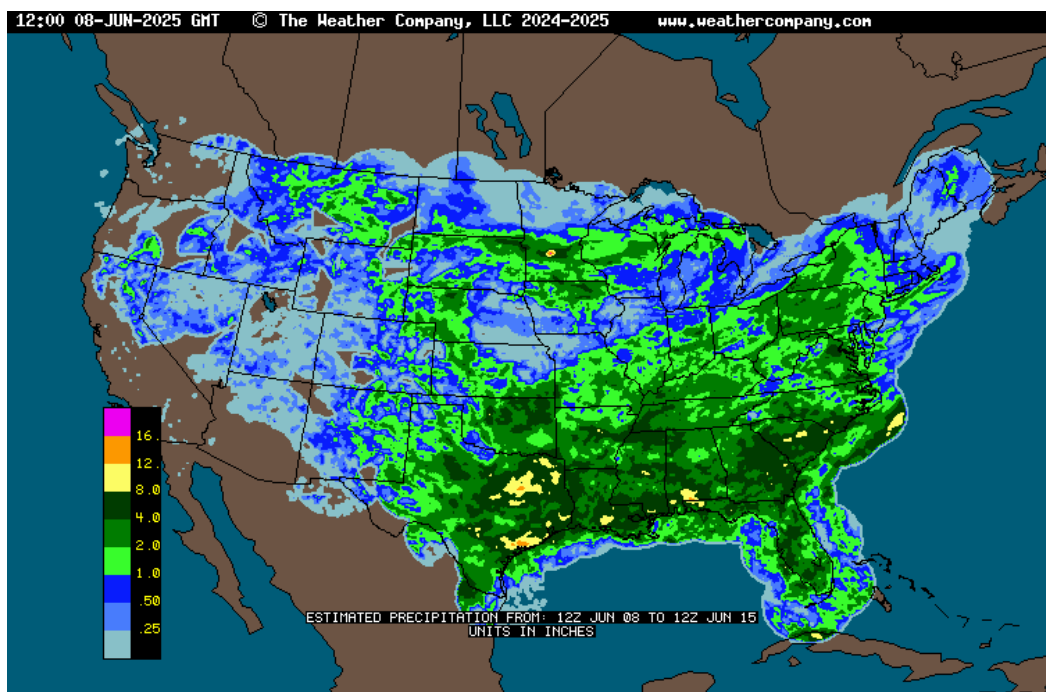 12:00 08-JUN-2025 GMT © The Weather Company, LLC 2024-2025 www.weathercompany.com
16.
12.
8.0
4.0
2.0
1.0
.50
.25
ESTIMATED PRECIPITATION FROM: 12Z JUN 08 TO 12Z JUN 15
UNITS IN INCHES